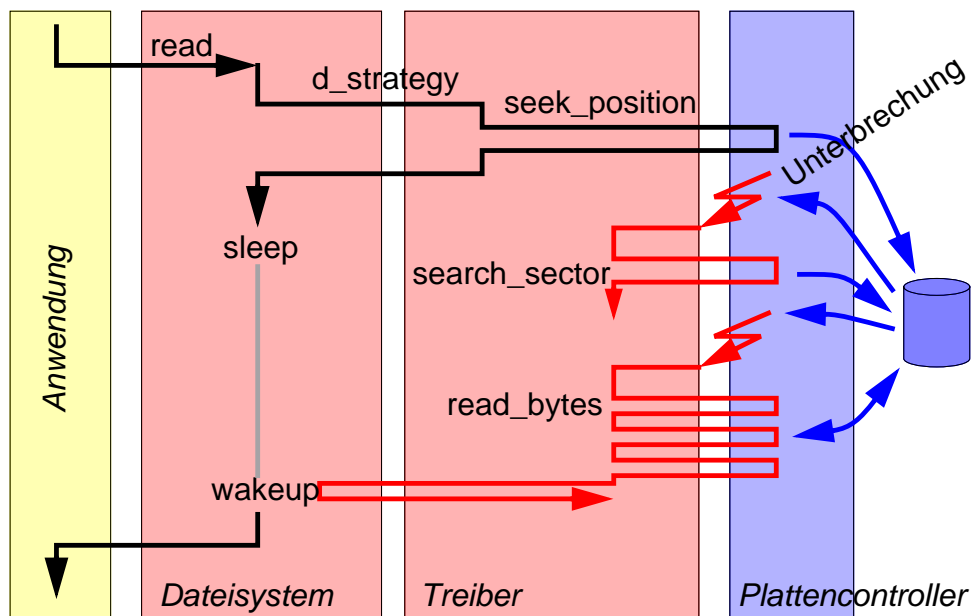 read
d_strategy
seek_position
Unterbrechung
sleep
search_sector
Anwendung
read_bytes
wakeup
Dateisystem
Treiber
Plattencontroller